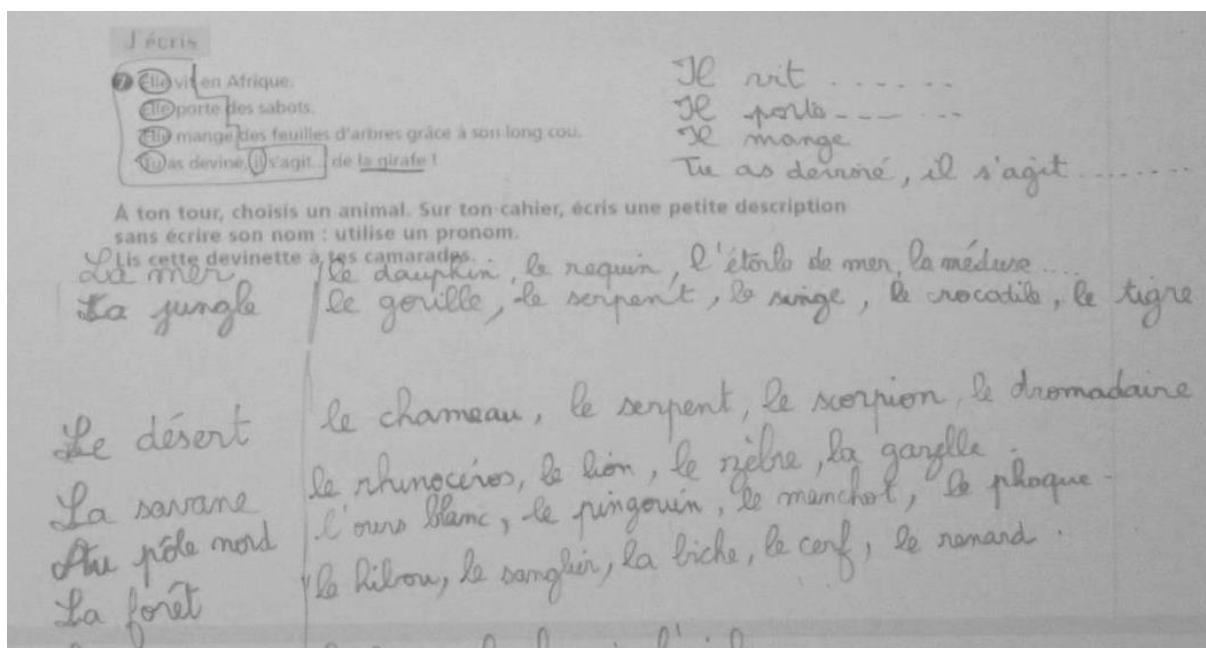 J'écris
7 Elle vit en Afrique.
Elle porte des sabots.
Elle mange des feuilles d'arbres grâce à son long cou.
Tu as deviné, il s'agit... de la girafe !
Il vit .......
Il porte ---- ...
Il mange
Tu as deviné, il s'agit ........
A ton tour, choisis un animal. Sur ton cahier, écris une petite description
sans écrire son nom : utilise un pronom.
Lis cette devinette à tes camarades.
La mer le dauphin, le requin, l'étoile de mer, la méduse ...
La jungle le gorille, le serpent, le singe, le crocodile, le tigre
Le désert le chameau, le serpent, le scorpion, le dromadaire
La savane le rhinocéros, le lion, le zèbre, la gazelle.
Au pôle nord l'ours blanc, le pingouin, le manchot, le phoque.
La forêt le hibou, le sanglier, la biche, le cerf, le renard.